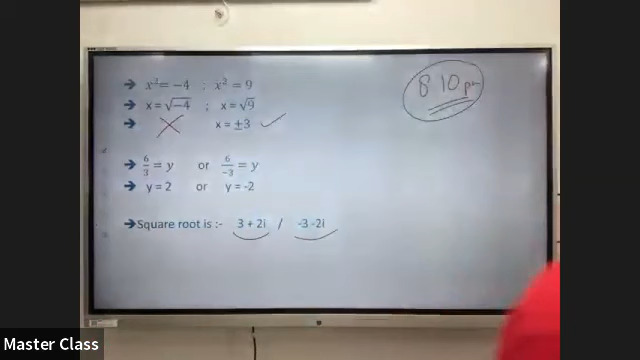 → x² = -4 ; x² = 9
→ x = √-4 ; x = √9
→ x = ±3
→ 6/3 = y or 6/-3 = y
→ y = 2 or y = -2
→ Square root is :- 3 + 2i / -3 -2i
8 10 pm
Master Class